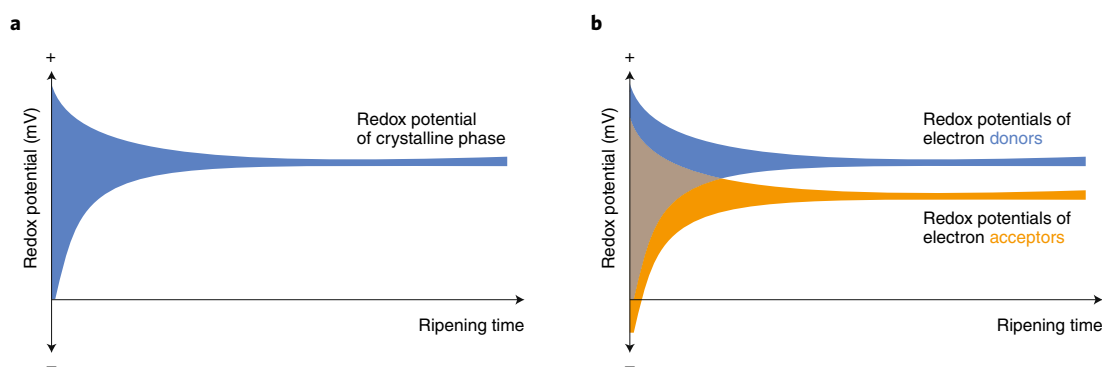 a
+
Redox potential (mV)
Redox potential
of crystalline phase
Ripening time
–
b
+
Redox potential (mV)
Redox potentials of
electron donors
Redox potentials of
electron acceptors
Ripening time
–